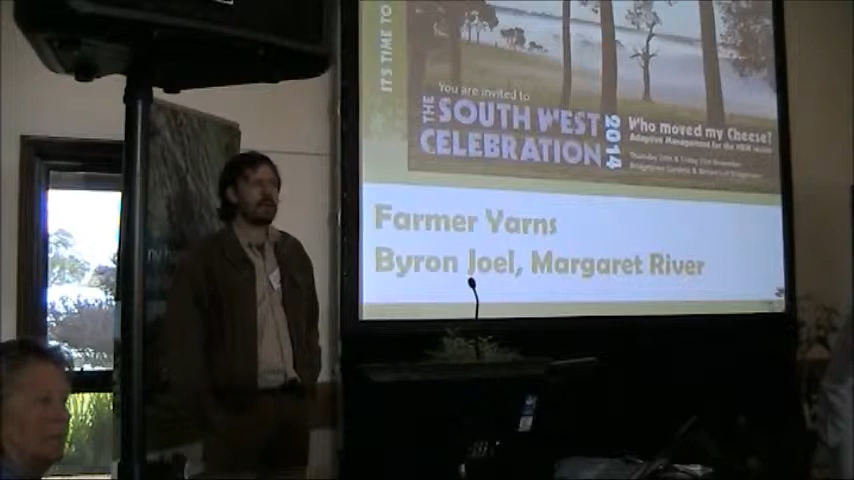 IT'S TIME TO
You are invited to
THE
SOUTH WEST
CELEBRATION
2014
Who moved my Cheese?
Adaptive Management for the NRM sector
Farmer Yarns
Byron Joel, Margaret River